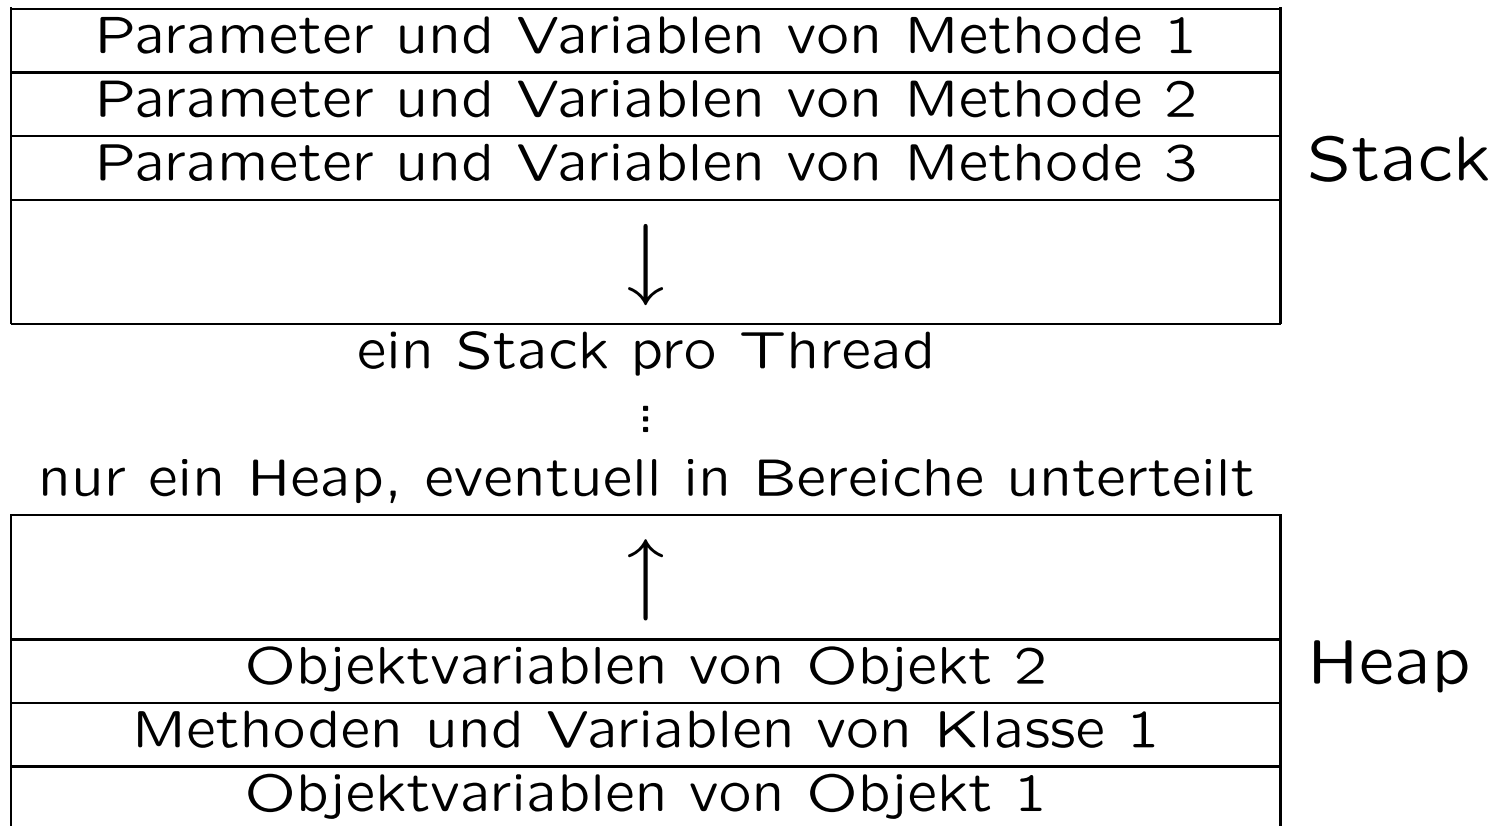 Parameter und Variablen von Methode 1
Parameter und Variablen von Methode 2
Parameter und Variablen von Methode 3
Stack
ein Stack pro Thread
nur ein Heap, eventuell in Bereiche unterteilt
Objektvariablen von Objekt 2
Heap
Methoden und Variablen von Klasse 1
Objektvariablen von Objekt 1